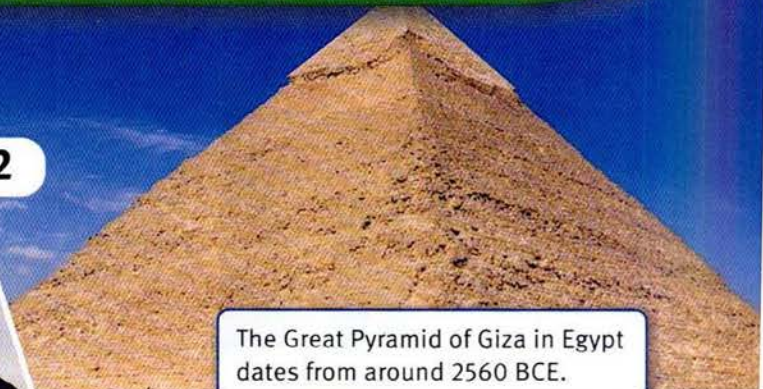 2
The Great Pyramid of Giza in Egypt
dates from around 2560 BCE.